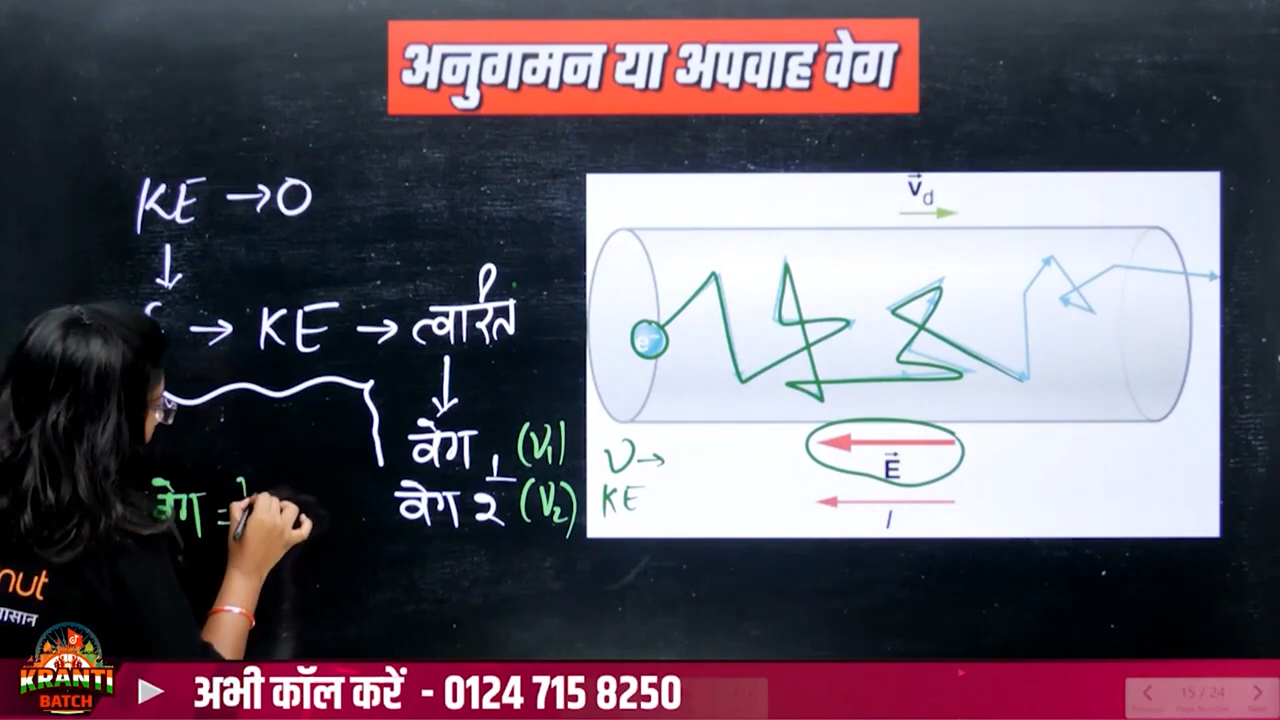 अनुगमन या अपवाह वेग
KE → 0
↓
→ KE → त्वरित
↓
वेग 1 (V₁)
वेग २ (V₂)
वेग =
v⃗d
e⁻
E⃗
I
V →
KE
nut
KRANTI
BATCH
अभी कॉल करें - 0124 715 8250
15 / 24